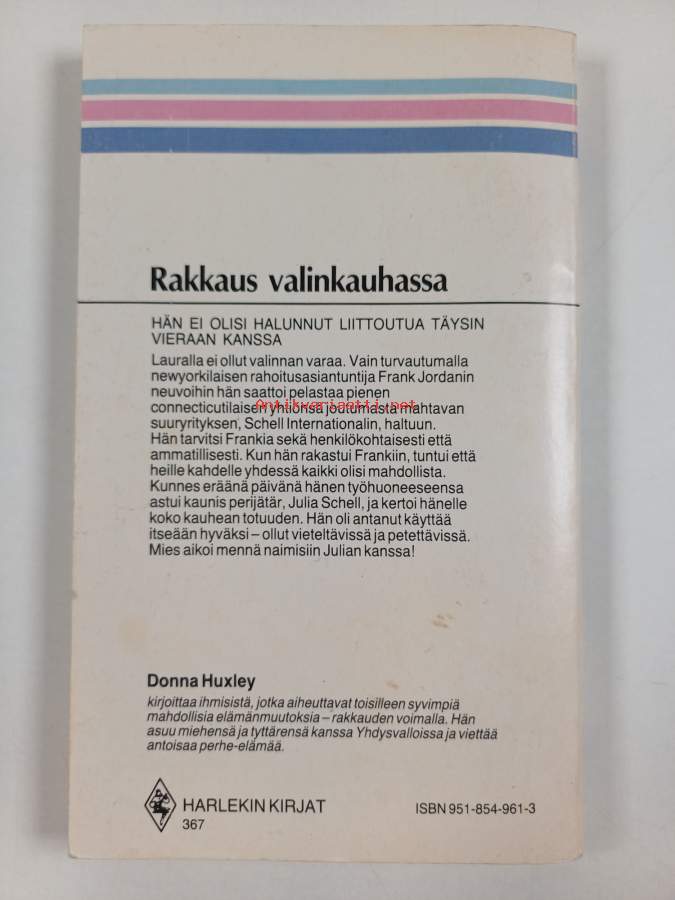 Rakkaus valinkauhassa
HÄN EI OLISI HALUNNUT LIITTOUTUA TÄYSIN
VIERAAN KANSSA
Lauralla ei ollut valinnan varaa. Vain turvautumalla
newyorkilaisen rahoitusasiantuntija Frank Jordanin
neuvoihin hän saattoi pelastaa pienen
connecticutilaisen yhtiönsä joutumasta mahtavan
Antikvariaatti.net
suuryrityksen, Schell Internationalin, haltuun.
Hän tarvitsi Frankia sekä henkilökohtaisesti että
ammatillisesti. Kun hän rakastui Frankiin, tuntui että
heille kahdelle yhdessä kaikki olisi mahdollista.
Kunnes eräänä päivänä hänen työhuoneeseensa
astui kaunis perijätär, Julia Schell, ja kertoi hänelle
koko kauhean totuuden. Hän oli antanut käyttää
itseään hyväksi – ollut vieteltävissä ja petettävissä.
Mies aikoi mennä naimisiin Julian kanssa!
Donna Huxley
kirjoittaa ihmisistä, jotka aiheuttavat toisilleen syvimpiä
mahdollisia elämänmuutoksia – rakkauden voimalla. Hän
asuu miehensä ja tyttärensä kanssa Yhdysvalloissa ja viettää
antoisaa perhe-elämää.
HARLEKIN KIRJAT
367
ISBN 951-854-961-3